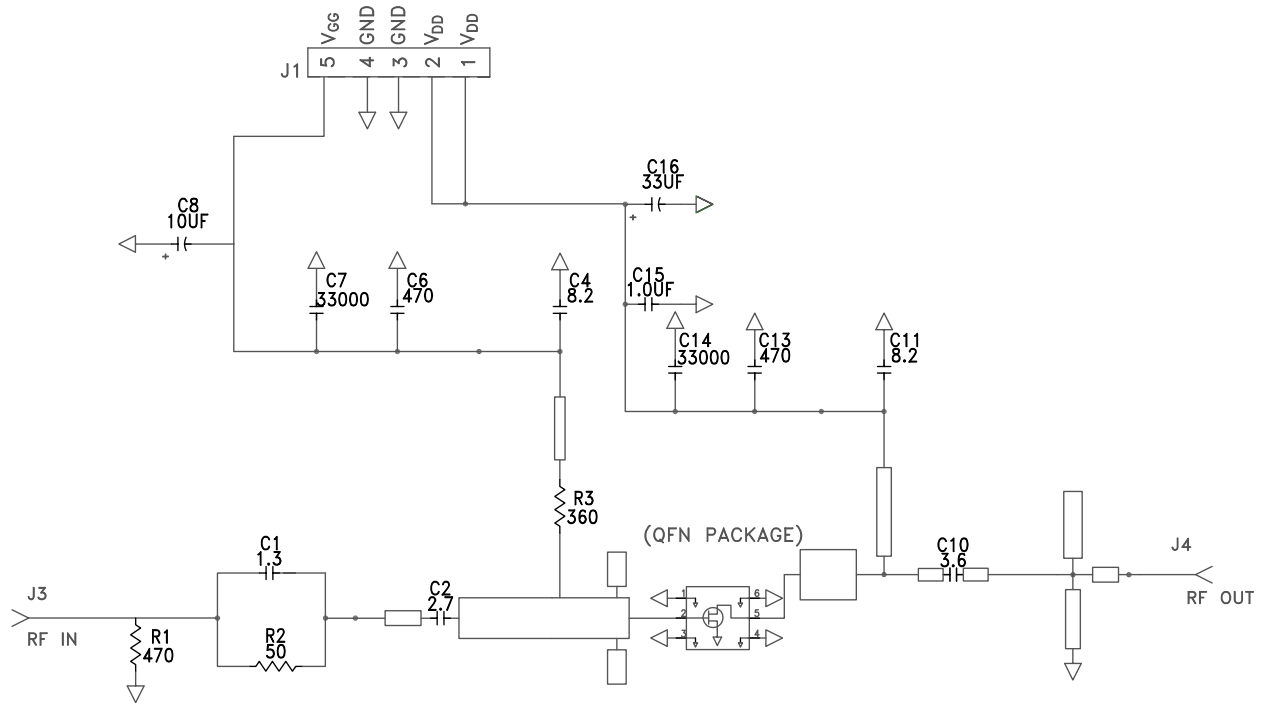 VGG
GND
GND
VDD
VDD
J1
5
4
3
2
1
C16
33UF
+
C8
10UF
+
C7
33000
C6
470
C4
8.2
C15
1.0UF
C14
33000
C13
470
C11
8.2
R3
360
(QFN PACKAGE)
J3
RF IN
R1
470
C1
1.3
R2
50
C2
2.7
1
2
3
6
5
4
C10
3.6
J4
RF OUT